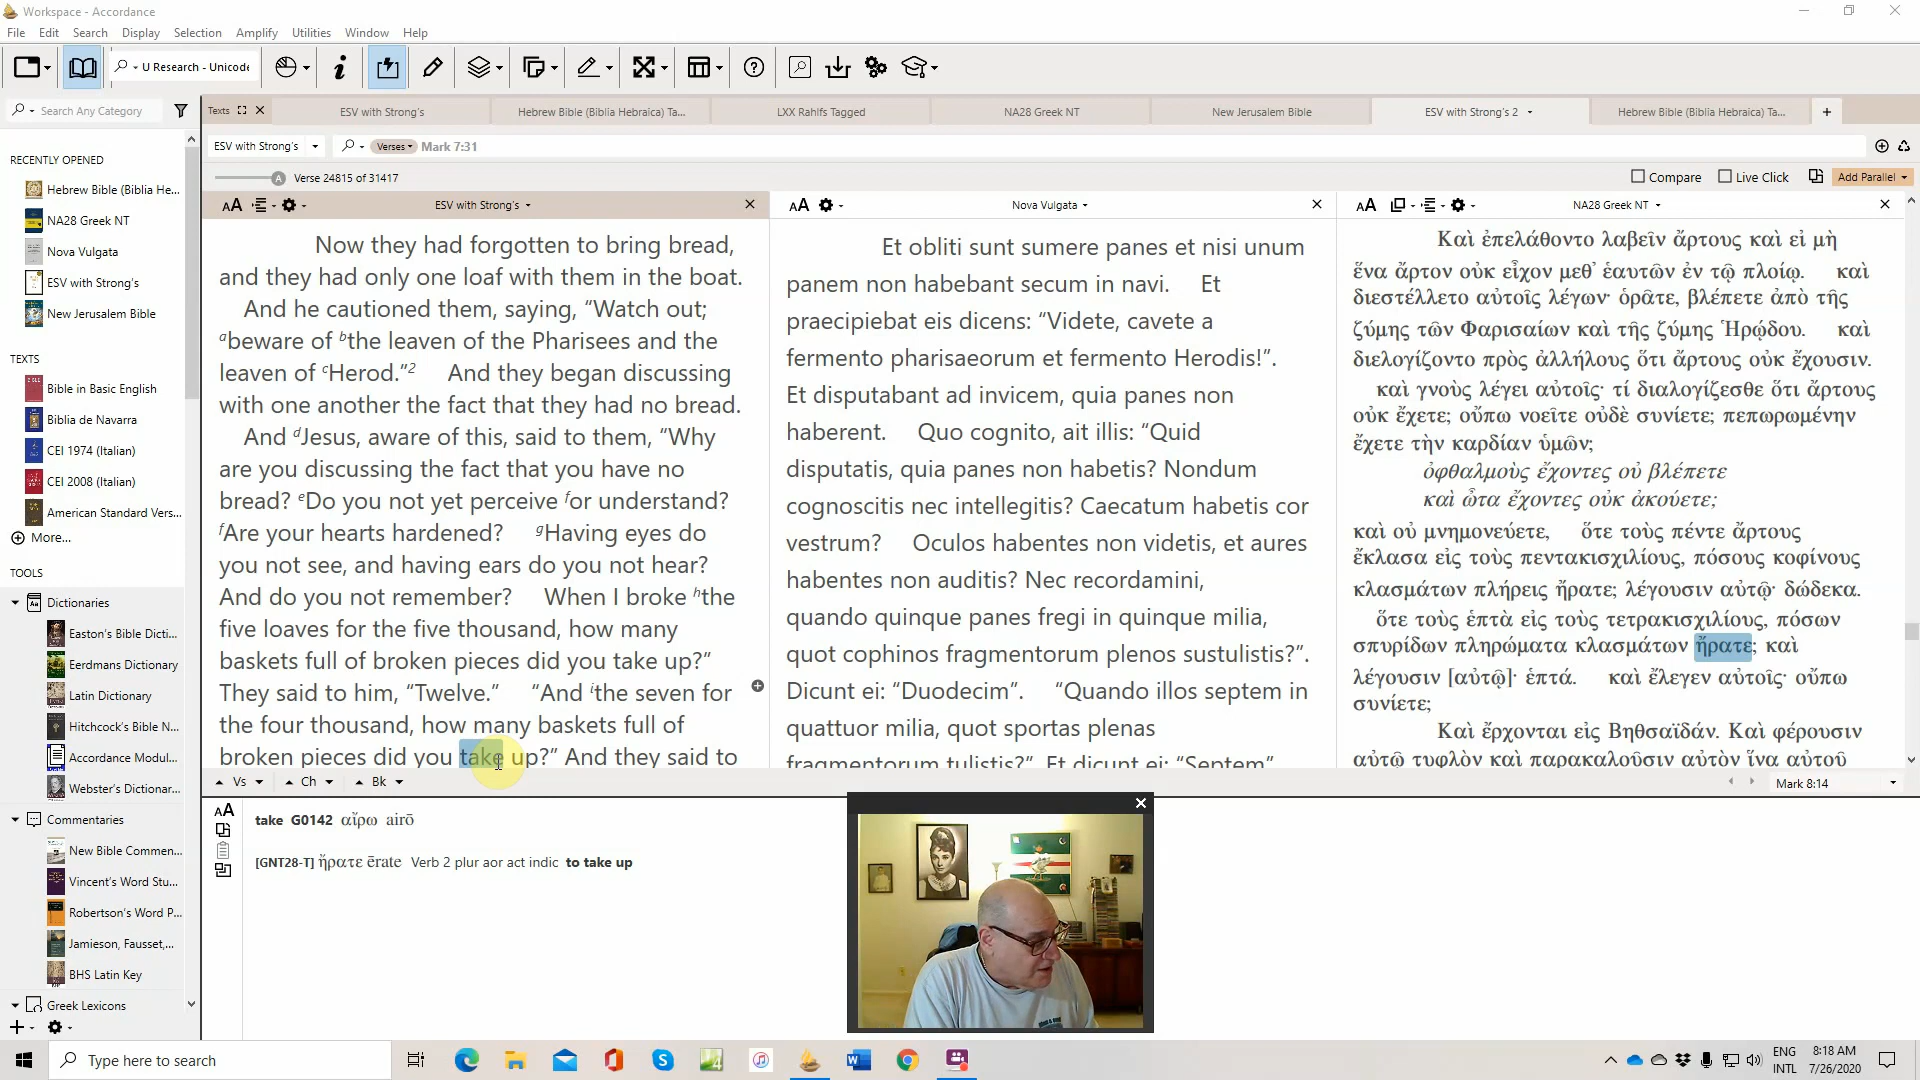 Workspace - Accordance
File Edit Search Display Selection Amplify Utilities Window Help
U Research - Unicode
Search Any Category
Texts
ESV with Strong's
Hebrew Bible (Biblia Hebraica) Ta...
LXX Rahlfs Tagged
NA28 Greek NT
New Jerusalem Bible
ESV with Strong's 2
Hebrew Bible (Biblia Hebraica) Ta...
ESV with Strong's
Verses
Mark 7:31
Verse 24815 of 31417
Compare
Live Click
Add Parallel
RECENTLY OPENED
Hebrew Bible (Biblia He...
NA28 Greek NT
Nova Vulgata
ESV with Strong's
New Jerusalem Bible
TEXTS
Bible in Basic English
Biblia de Navarra
CEI 1974 (Italian)
CEI 2008 (Italian)
American Standard Vers...
More...
TOOLS
Dictionaries
Easton's Bible Dicti...
Eerdmans Dictionary
Latin Dictionary
Hitchcock's Bible N...
Accordance Modul...
Webster's Dictionar...
Commentaries
New Bible Commen...
Vincent's Word Stu...
Robertson's Word P...
Jamieson, Fausset,...
BHS Latin Key
Greek Lexicons
ESV with Strong's
Now they had forgotten to bring bread,
and they had only one loaf with them in the boat.
And he cautioned them, saying, “Watch out;
ᵃbeware of ᵇthe leaven of the Pharisees and the
leaven of ᶜHerod.”²   And they began discussing
with one another the fact that they had no bread.
And ᵈJesus, aware of this, said to them, “Why
are you discussing the fact that you have no
bread? ᵉDo you not yet perceive ᶠor understand?
ᶠAre your hearts hardened?   ᵍHaving eyes do
you not see, and having ears do you not hear?
And do you not remember?   When I broke ʰthe
five loaves for the five thousand, how many
baskets full of broken pieces did you take up?”
They said to him, “Twelve.”   “And ⁱthe seven for
the four thousand, how many baskets full of
broken pieces did you take up?” And they said to
Nova Vulgata
Et obliti sunt sumere panes et nisi unum
panem non habebant secum in navi.   Et
praecipiebat eis dicens: “Videte, cavete a
fermento pharisaeorum et fermento Herodis!”.
Et disputabant ad invicem, quia panes non
haberent.   Quo cognito, ait illis: “Quid
disputatis, quia panes non habetis? Nondum
cognoscitis nec intellegitis? Caecatum habetis cor
vestrum?   Oculos habentes non videtis, et aures
habentes non auditis? Nec recordamini,
quando quinque panes fregi in quinque milia,
quot cophinos fragmentorum plenos sustulistis?”.
Dicunt ei: “Duodecim”.   “Quando illos septem in
quattuor milia, quot sportas plenas
fragmentorum tulistis?”. Et dicunt ei: “Septem”
NA28 Greek NT
Καὶ ἐπελάθοντο λαβεῖν ἄρτους καὶ εἰ μὴ
ἕνα ἄρτον οὐκ εἶχον μεθ’ ἑαυτῶν ἐν τῷ πλοίῳ.   καὶ
διεστέλλετο αὐτοῖς λέγων· ὁρᾶτε, βλέπετε ἀπὸ τῆς
ζύμης τῶν Φαρισαίων καὶ τῆς ζύμης Ἡρῴδου.   καὶ
διελογίζοντο πρὸς ἀλλήλους ὅτι ἄρτους οὐκ ἔχουσιν.
καὶ γνοὺς λέγει αὐτοῖς· τί διαλογίζεσθε ὅτι ἄρτους
οὐκ ἔχετε; οὔπω νοεῖτε οὐδὲ συνίετε; πεπωρωμένην
ἔχετε τὴν καρδίαν ὑμῶν;
ὀφθαλμοὺς ἔχοντες οὐ βλέπετε
καὶ ὦτα ἔχοντες οὐκ ἀκούετε;
καὶ οὐ μνημονεύετε,   ὅτε τοὺς πέντε ἄρτους
ἔκλασα εἰς τοὺς πεντακισχιλίους, πόσους κοφίνους
κλασμάτων πλήρεις ἤρατε; λέγουσιν αὐτῷ· δώδεκα.
ὅτε τοὺς ἑπτὰ εἰς τοὺς τετρακισχιλίους, πόσων
σπυρίδων πληρώματα κλασμάτων ἤρατε; καὶ
λέγουσιν [αὐτῷ]· ἑπτά.   καὶ ἔλεγεν αὐτοῖς· οὔπω
συνίετε;
Καὶ ἔρχονται εἰς Βηθσαϊδάν. Καὶ φέρουσιν
αὐτῷ τυφλὸν καὶ παρακαλοῦσιν αὐτὸν ἵνα αὐτοῦ
Vs Ch Bk
Mark 8:14
take G0142 αἴρω airō
[GNT28-T] ἤρατε ērate Verb 2 plur aor act indic to take up
Type here to search
ENG
INTL
8:18 AM
7/26/2020